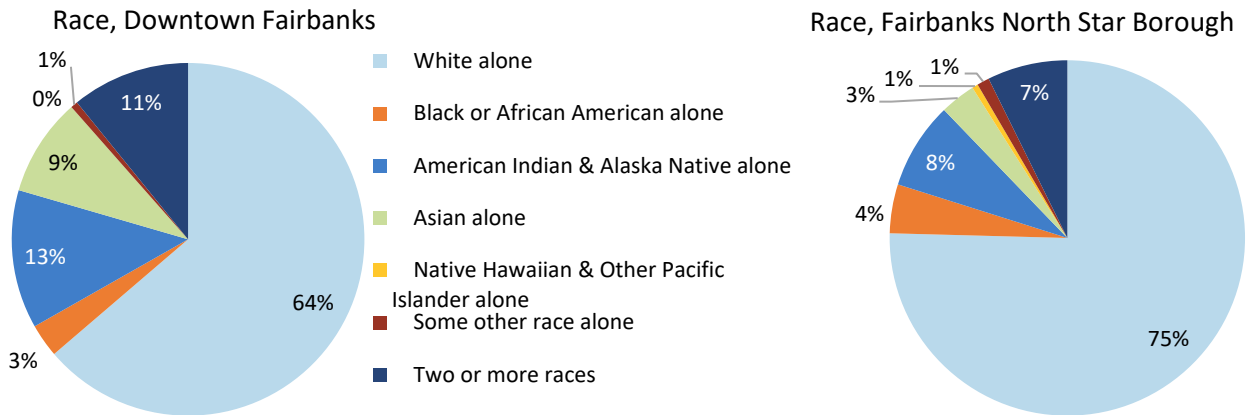 Race, Downtown Fairbanks
1%
0%
11%
9%
13%
3%
64%
White alone
Black or African American alone
American Indian & Alaska Native alone
Asian alone
Native Hawaiian & Other Pacific
Islander alone
Some other race alone
Two or more races
Race, Fairbanks North Star Borough
1%
1%
3%
7%
8%
4%
75%